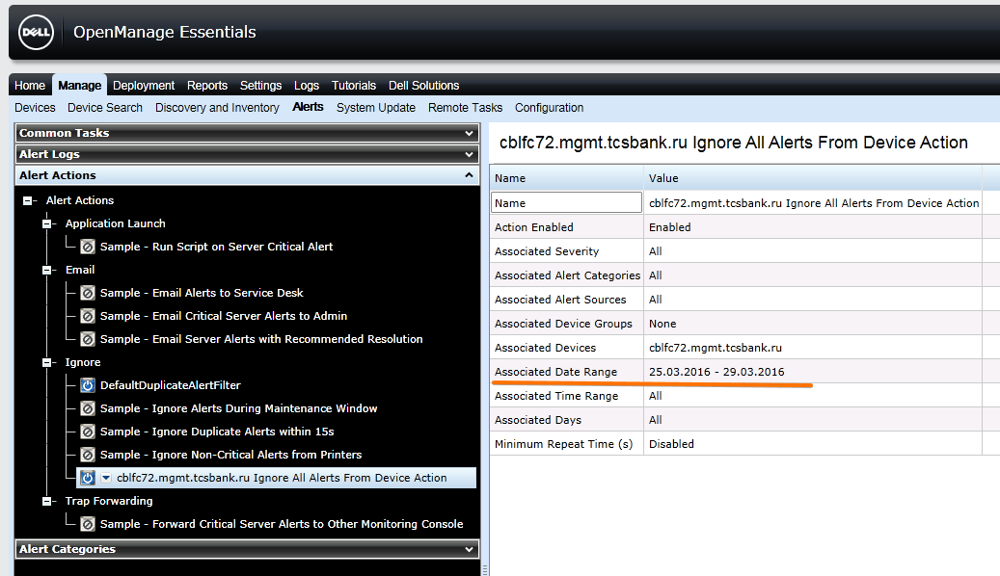 DELL OpenManage Essentials
Home Manage Deployment Reports Settings Logs Tutorials Dell Solutions
Devices Device Search Discovery and Inventory Alerts System Update Remote Tasks Configuration
Common Tasks
Alert Logs
Alert Actions
Alert Actions
Application Launch
Sample - Run Script on Server Critical Alert
Email
Sample - Email Alerts to Service Desk
Sample - Email Critical Server Alerts to Admin
Sample - Email Server Alerts with Recommended Resolution
Ignore
DefaultDuplicateAlertFilter
Sample - Ignore Alerts During Maintenance Window
Sample - Ignore Duplicate Alerts within 15s
Sample - Ignore Non-Critical Alerts from Printers
cblfc72.mgmt.tcsbank.ru Ignore All Alerts From Device Action
Trap Forwarding
Sample - Forward Critical Server Alerts to Other Monitoring Console
Alert Categories
cblfc72.mgmt.tcsbank.ru Ignore All Alerts From Device Action
Name Value
Name cblfc72.mgmt.tcsbank.ru Ignore All Alerts From Device Action
Action Enabled Enabled
Associated Severity All
Associated Alert Categories All
Associated Alert Sources All
Associated Device Groups None
Associated Devices cblfc72.mgmt.tcsbank.ru
Associated Date Range 25.03.2016 - 29.03.2016
Associated Time Range All
Associated Days All
Minimum Repeat Time (s) Disabled